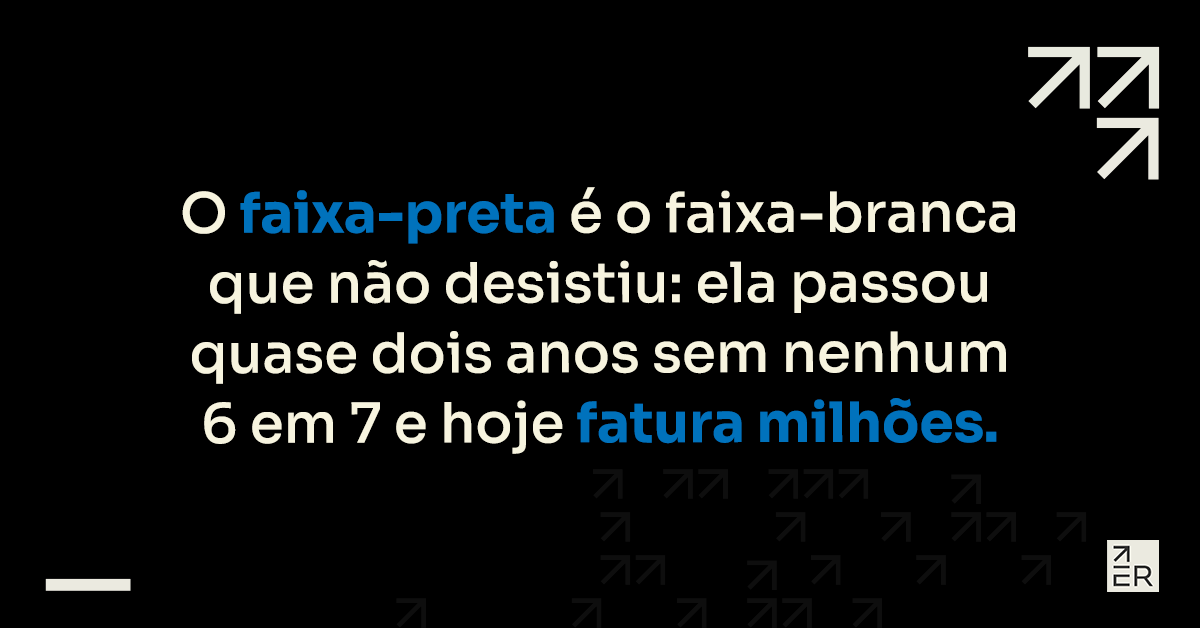 O faixa-preta é o faixa-branca
que não desistiu: ela passou
quase dois anos sem nenhum
6 em 7 e hoje fatura milhões.
ER